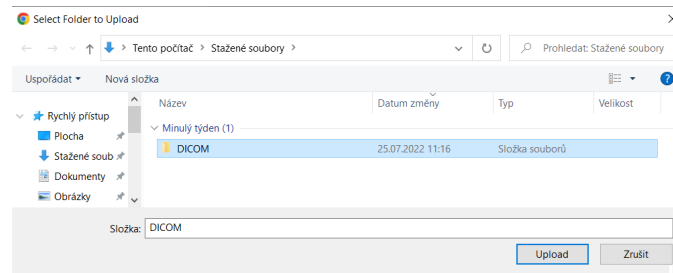 Select Folder to Upload
Tento počítač > Stažené soubory >
Prohledat: Stažené soubory
Uspořádat Nová složka
Název Datum změny Typ Velikost
Rychlý přístup
Minulý týden (1)
Plocha
DICOM 25.07.2022 11:16 Složka souborů
Stažené soub
Dokumenty
Obrázky
Složka: DICOM
Upload Zrušit